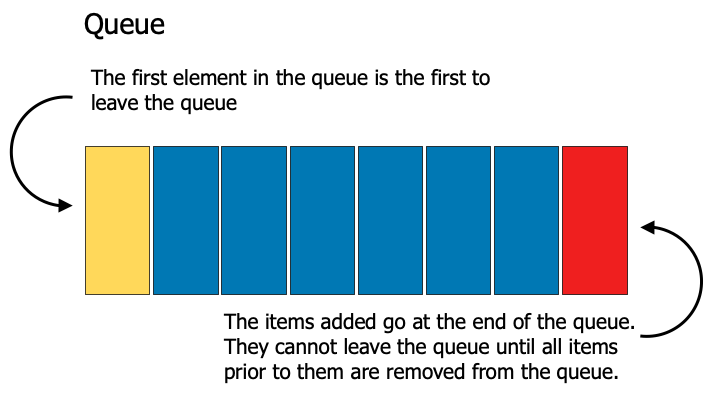 Queue
The first element in the queue is the first to
leave the queue
The items added go at the end of the queue.
They cannot leave the queue until all items
prior to them are removed from the queue.